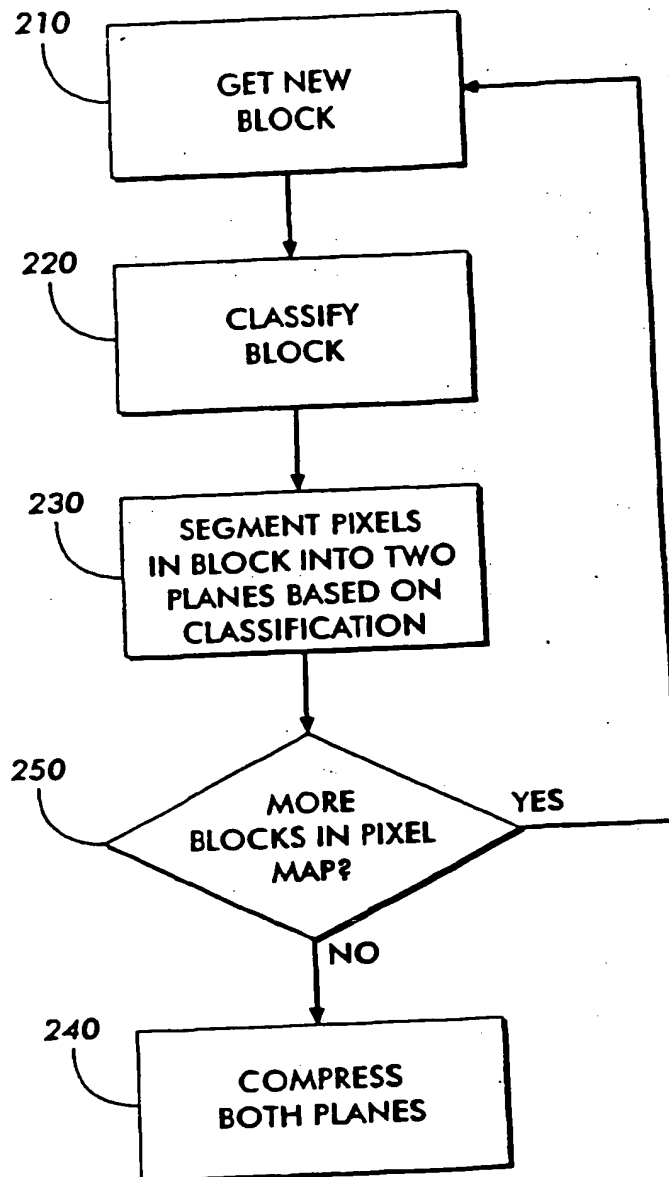 210
GET NEW
BLOCK
220
CLASSIFY
BLOCK
230
SEGMENT PIXELS
IN BLOCK INTO TWO
PLANES BASED ON
CLASSIFICATION
250
MORE
BLOCKS IN PIXEL
MAP?
YES
NO
240
COMPRESS
BOTH PLANES